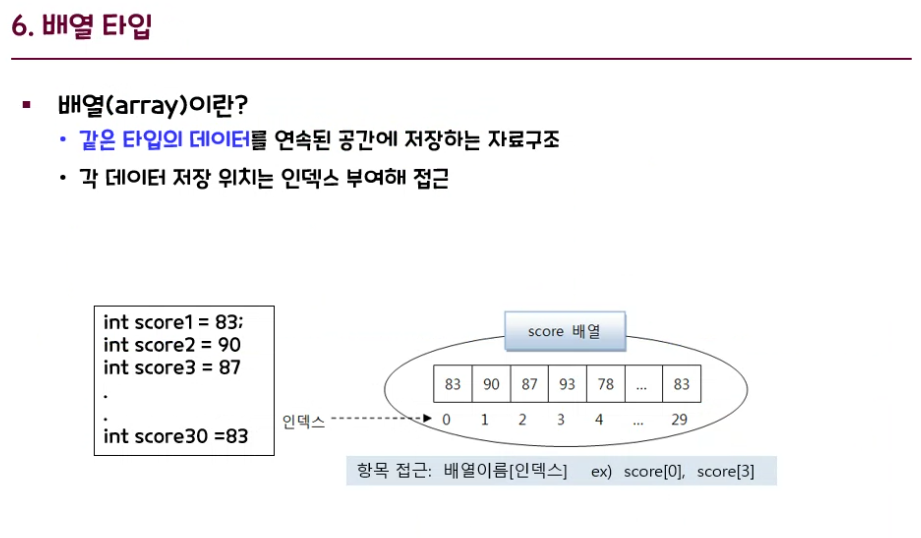 6. 배열 타입
▪ 배열(array)이란?
• 같은 타입의 데이터를 연속된 공간에 저장하는 자료구조
• 각 데이터 저장 위치는 인덱스 부여해 접근
int score1 = 83;
int score2 = 90
int score3 = 87
.
.
int score30 =83
score 배열
83 90 87 93 78 ... 83
인덱스 0 1 2 3 4 ... 29
항목 접근: 배열이름[인덱스] ex) score[0], score[3]